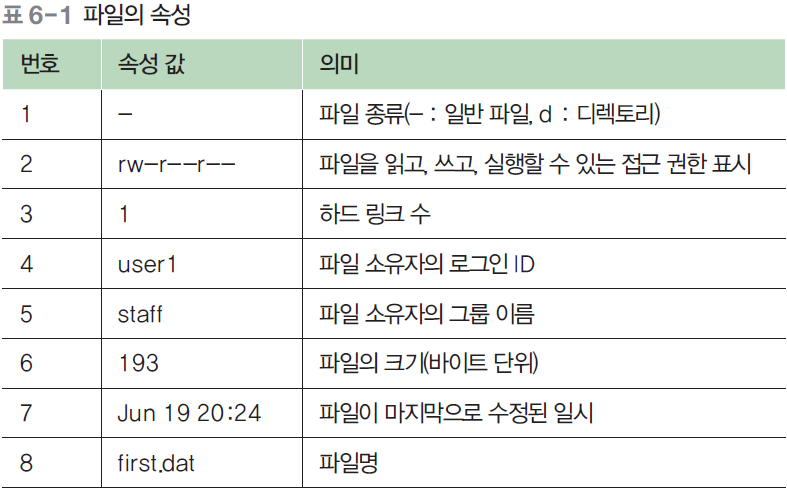 표 6-1 파일의 속성
번호 속성 값 의미
1 - 파일 종류(- : 일반 파일, d : 디렉토리)
2 rw-r--r-- 파일을 읽고, 쓰고, 실행할 수 있는 접근 권한 표시
3 1 하드 링크 수
4 user1 파일 소유자의 로그인 ID
5 staff 파일 소유자의 그룹 이름
6 193 파일의 크기(바이트 단위)
7 Jun 19 20:24 파일이 마지막으로 수정된 일시
8 first.dat 파일명